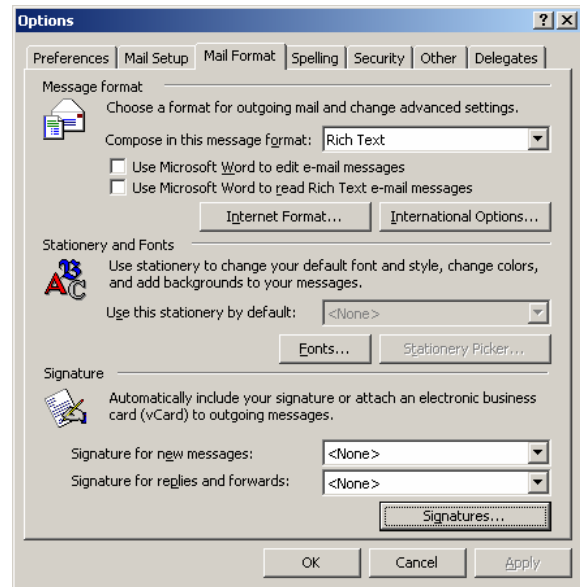 Options
Preferences Mail Setup Mail Format Spelling Security Other Delegates
Message format
Choose a format for outgoing mail and change advanced settings.
Compose in this message format: Rich Text
Use Microsoft Word to edit e-mail messages
Use Microsoft Word to read Rich Text e-mail messages
Internet Format... International Options...
Stationery and Fonts
Use stationery to change your default font and style, change colors,
and add backgrounds to your messages.
Use this stationery by default: <None>
Fonts... Stationery Picker...
Signature
Automatically include your signature or attach an electronic business
card (vCard) to outgoing messages.
Signature for new messages: <None>
Signature for replies and forwards: <None>
Signatures...
OK Cancel Apply